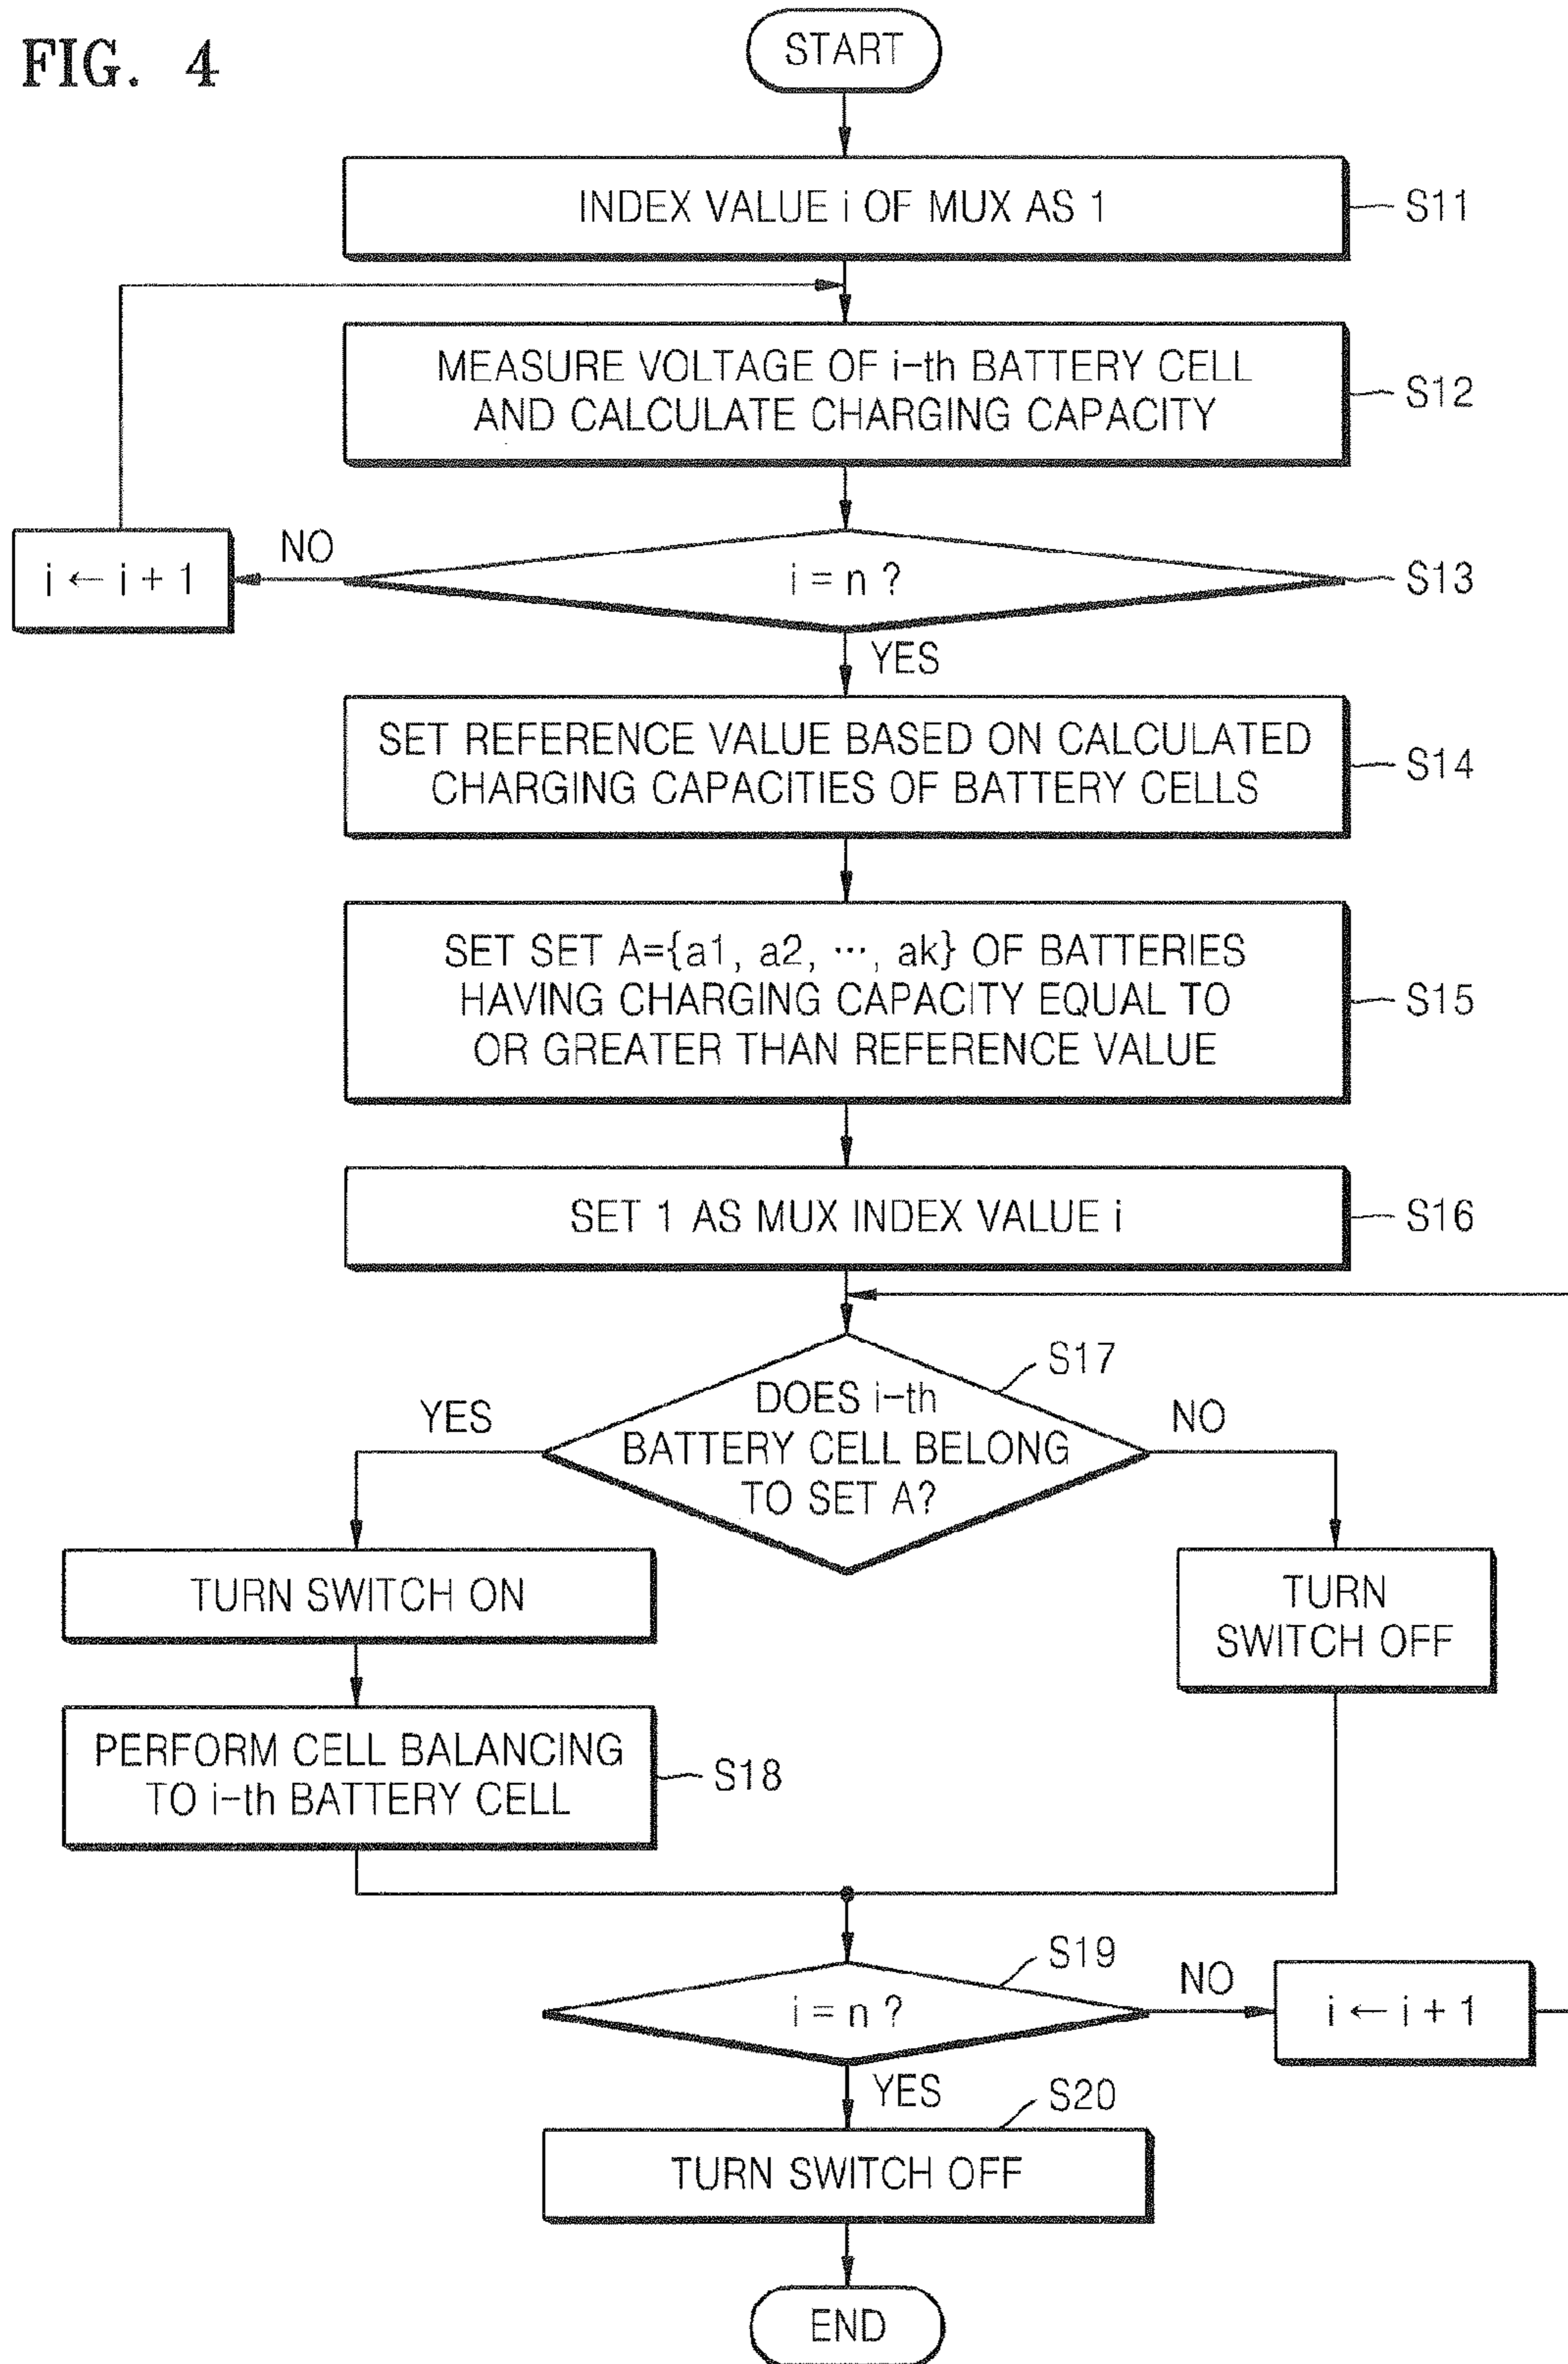 FIG. 4
START
INDEX VALUE i OF MUX AS 1
S11
MEASURE VOLTAGE OF i-th BATTERY CELL
AND CALCULATE CHARGING CAPACITY
S12
i ← i + 1
NO
i = n ?
S13
YES
SET REFERENCE VALUE BASED ON CALCULATED
CHARGING CAPACITIES OF BATTERY CELLS
S14
SET SET A={a1, a2, ···, ak} OF BATTERIES
HAVING CHARGING CAPACITY EQUAL TO
OR GREATER THAN REFERENCE VALUE
S15
SET 1 AS MUX INDEX VALUE i
S16
S17
DOES i-th
BATTERY CELL BELONG
TO SET A?
YES
NO
TURN SWITCH ON
TURN
SWITCH OFF
PERFORM CELL BALANCING
TO i-th BATTERY CELL
S18
S19
i = n ?
NO
i ← i + 1
YES
S20
TURN SWITCH OFF
END